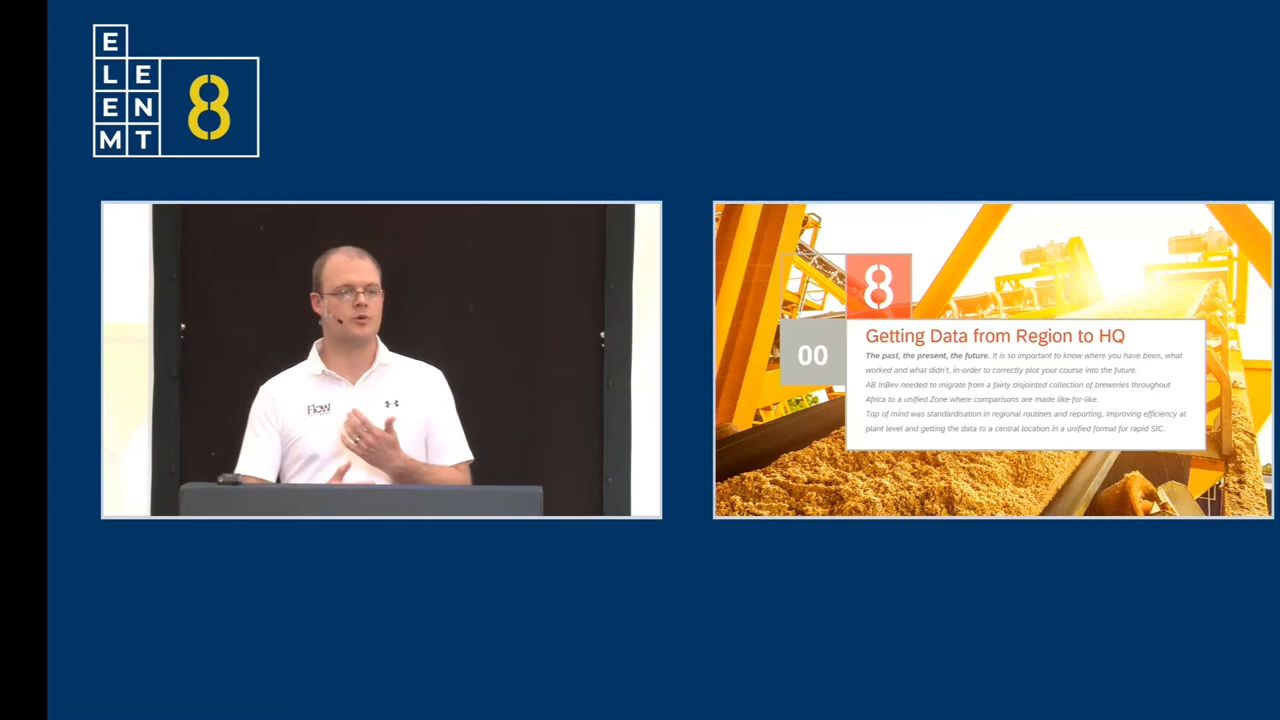 E
L E
E N
M T
8
Flow
8
00
Getting Data from Region to HQ
The past, the present, the future. It is so important to know where you have been, what
worked and what didn't, in-order to correctly plot your course into the future.
AB InBev needed to migrate from a fairly disjointed collection of breweries throughout
Africa to a unified Zone where comparisons are made like-for-like.
Top of mind was standardisation in regional routines and reporting, improving efficiency at
plant level and getting the data to a central location in a unified format for rapid SIC.